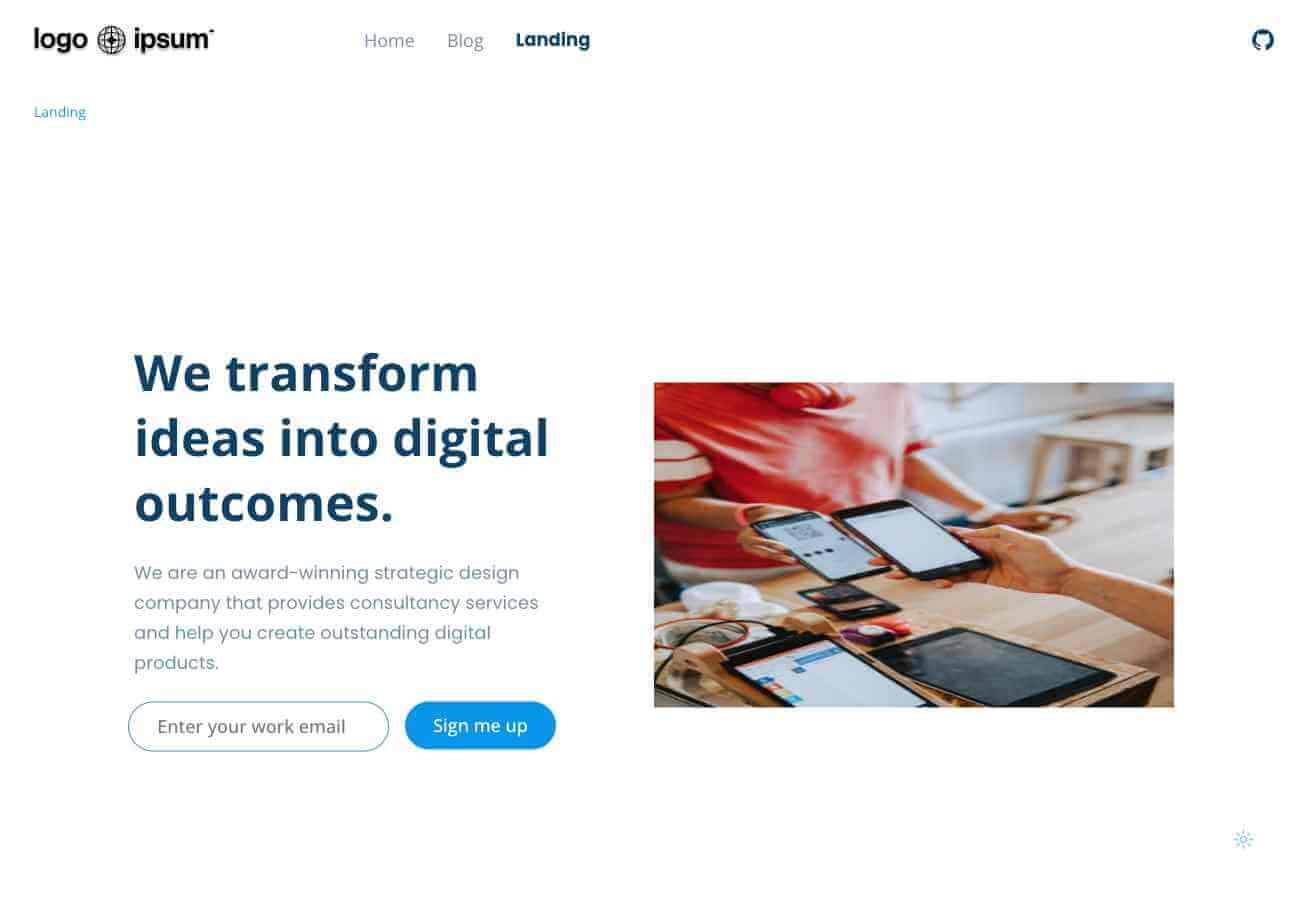 logo ipsum
Home Blog Landing
Landing
We transform
ideas into digital
outcomes.
We are an award-winning strategic design
company that provides consultancy services
and help you create outstanding digital
products.
Enter your work email Sign me up